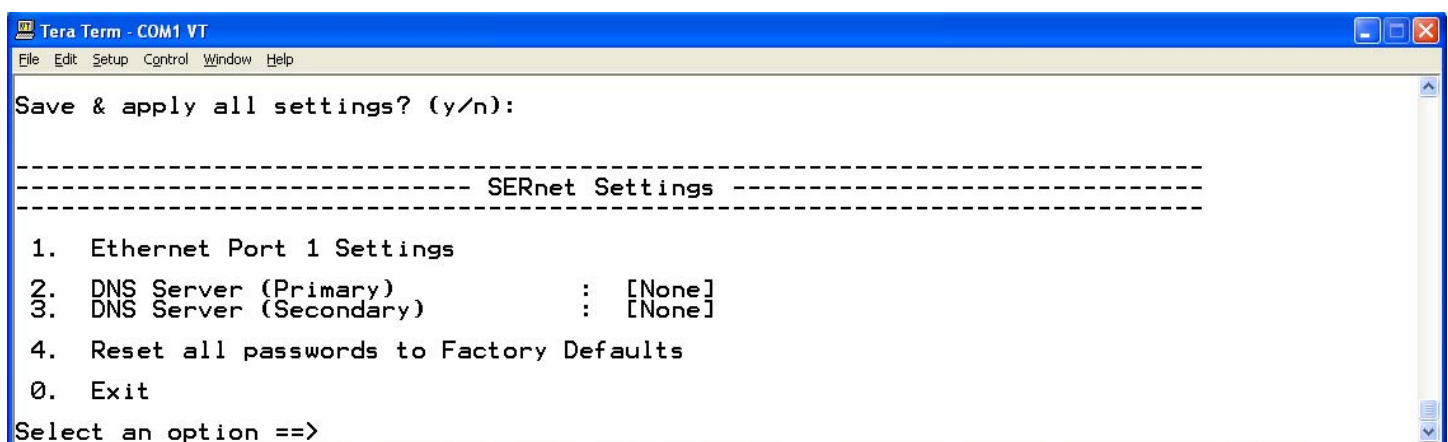 Tera Term - COM1 VT
File Edit Setup Control Window Help
Save & apply all settings? (y/n):
------------------------------------------------------------------------------
------------------------------ SERnet Settings -------------------------------
------------------------------------------------------------------------------
1. Ethernet Port 1 Settings
2. DNS Server (Primary) : [None]
3. DNS Server (Secondary) : [None]
4. Reset all passwords to Factory Defaults
0. Exit
Select an option ==>